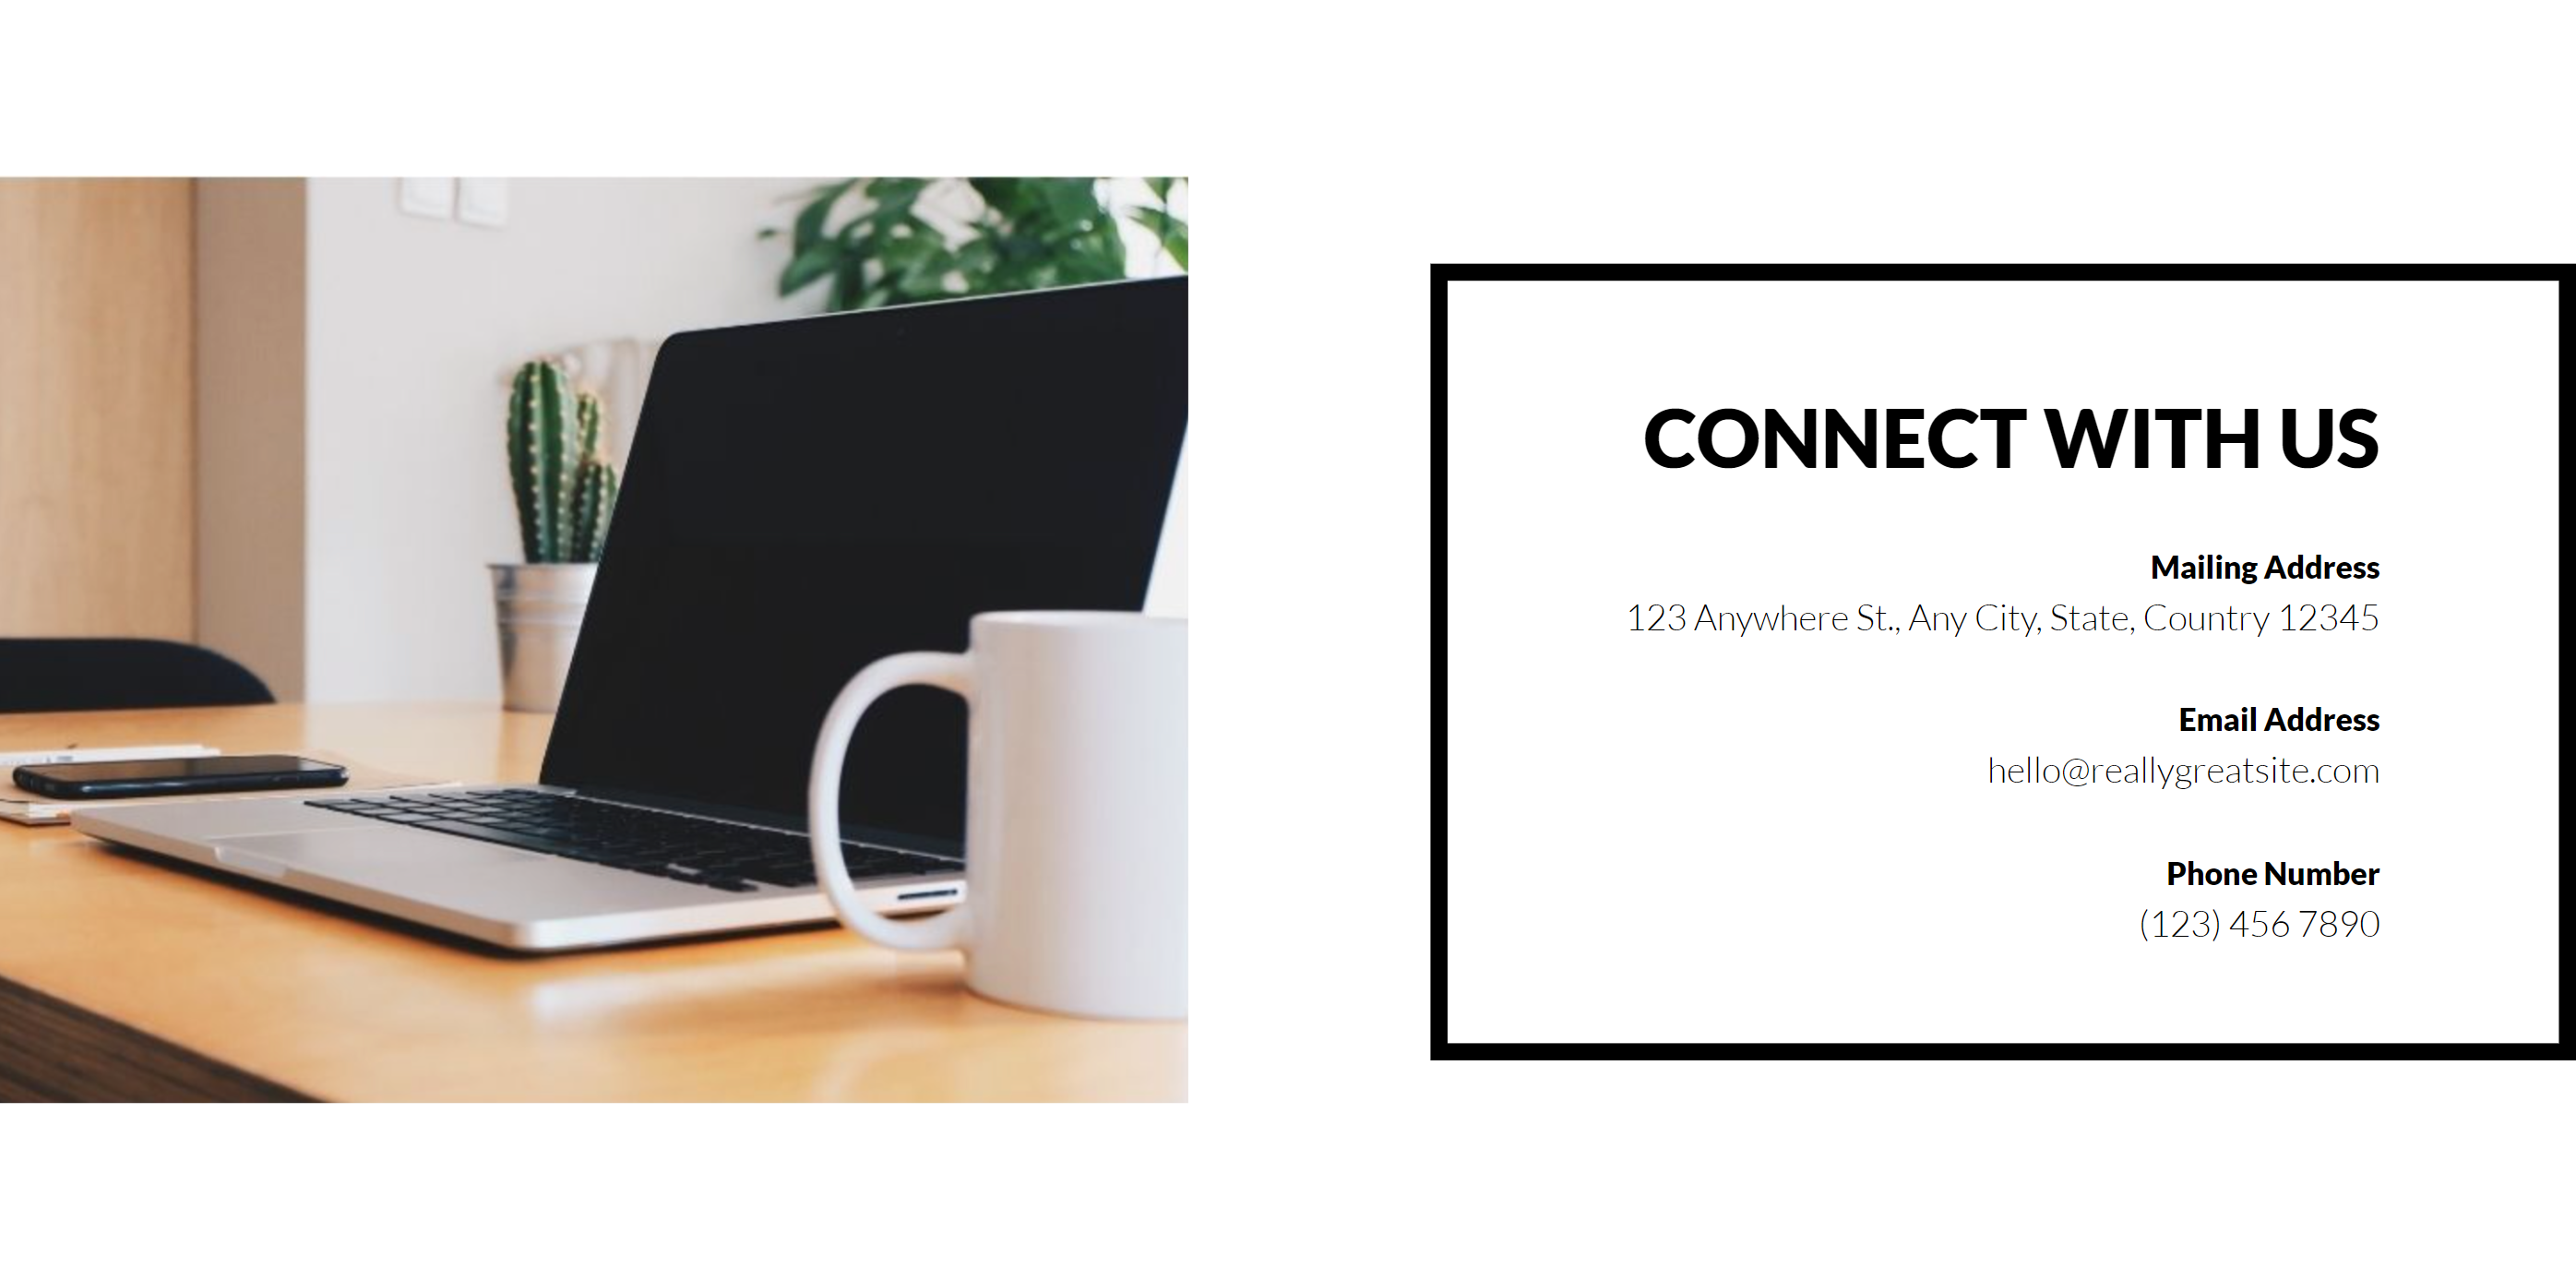 CONNECT WITH US
Mailing Address
123 Anywhere St., Any City, State, Country 12345
Email Address
hello@reallygreatsite.com
Phone Number
(123) 456 7890